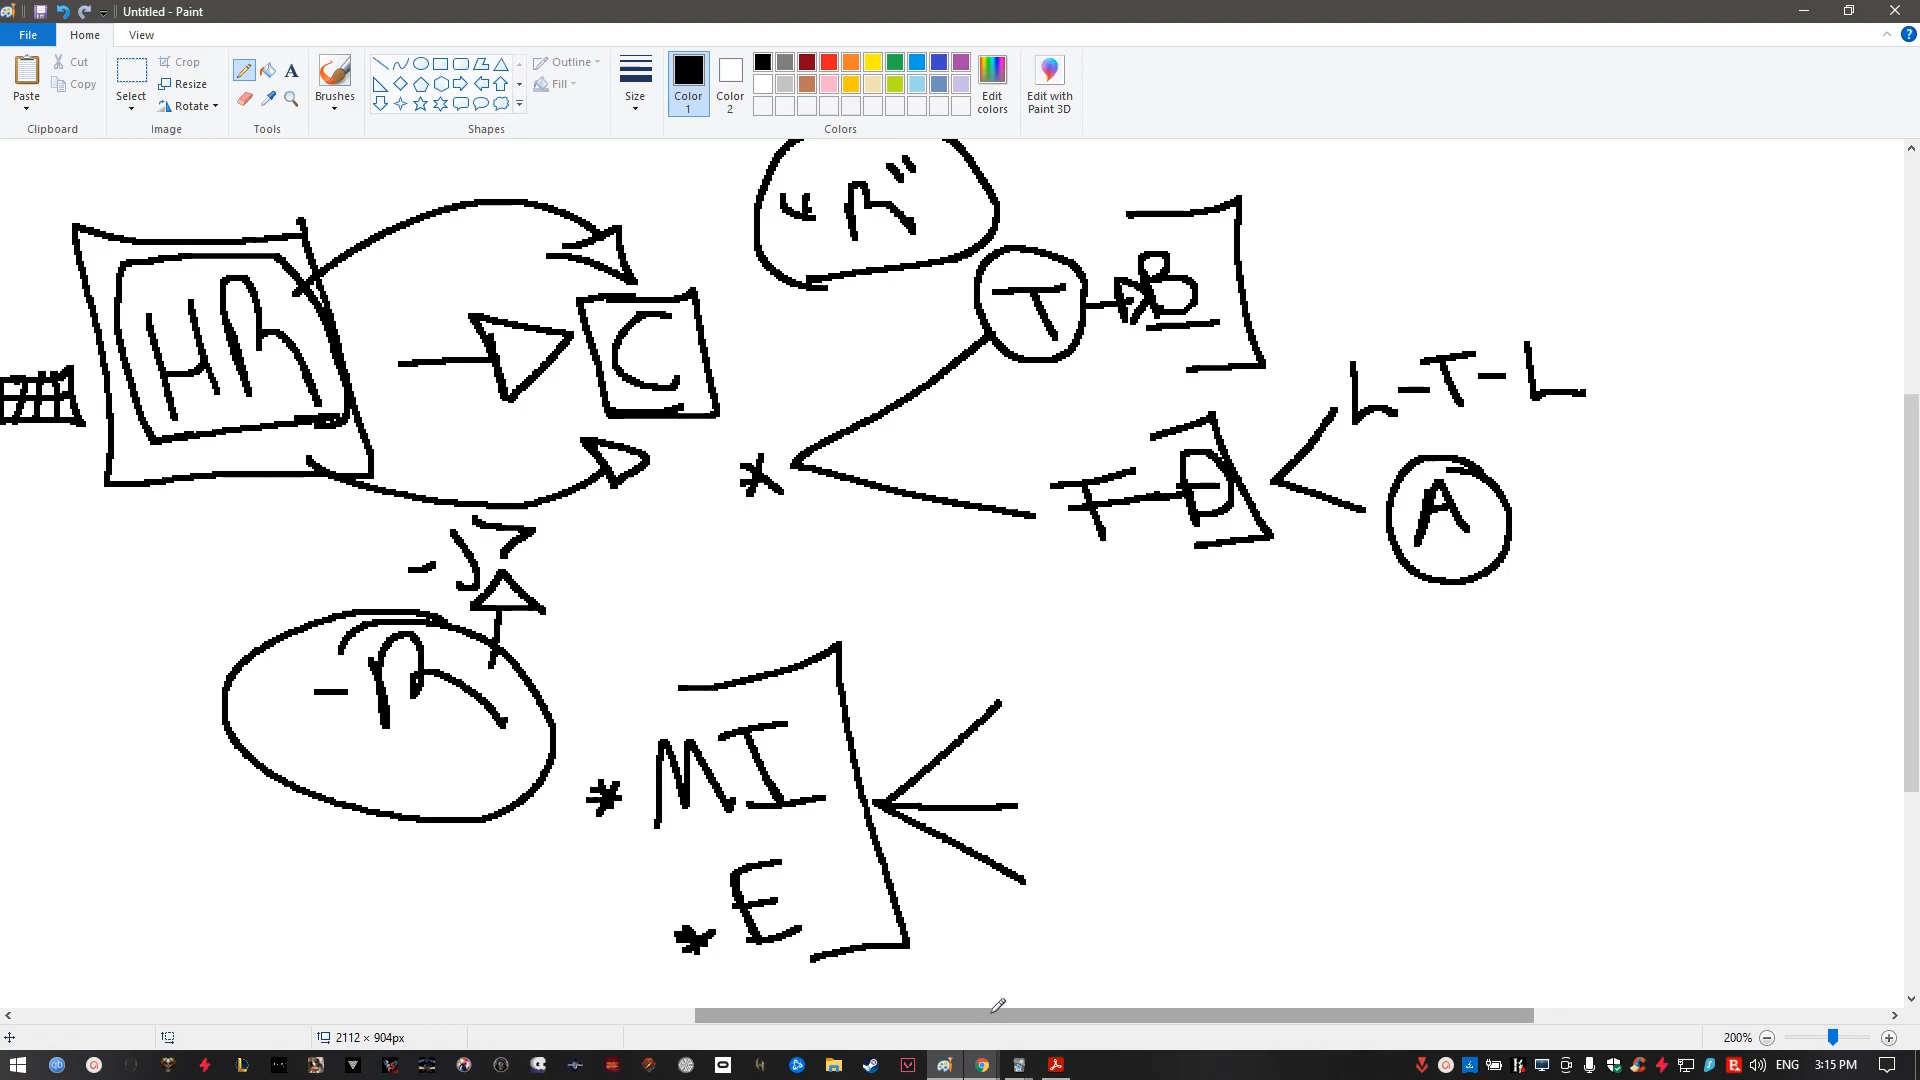 Untitled - Paint
File
Home
View
Paste
Cut
Copy
Clipboard
Select
Crop
Resize
Rotate
Image
Tools
Brushes
Shapes
Outline
Fill
Size
Color 1
Color 2
Edit colors
Edit with Paint 3D
Colors
"R"
HR
C
T
B
L-T-L
F-D
A
-R
* MI
* E
2112 × 904px
200%
ENG
3:15 PM